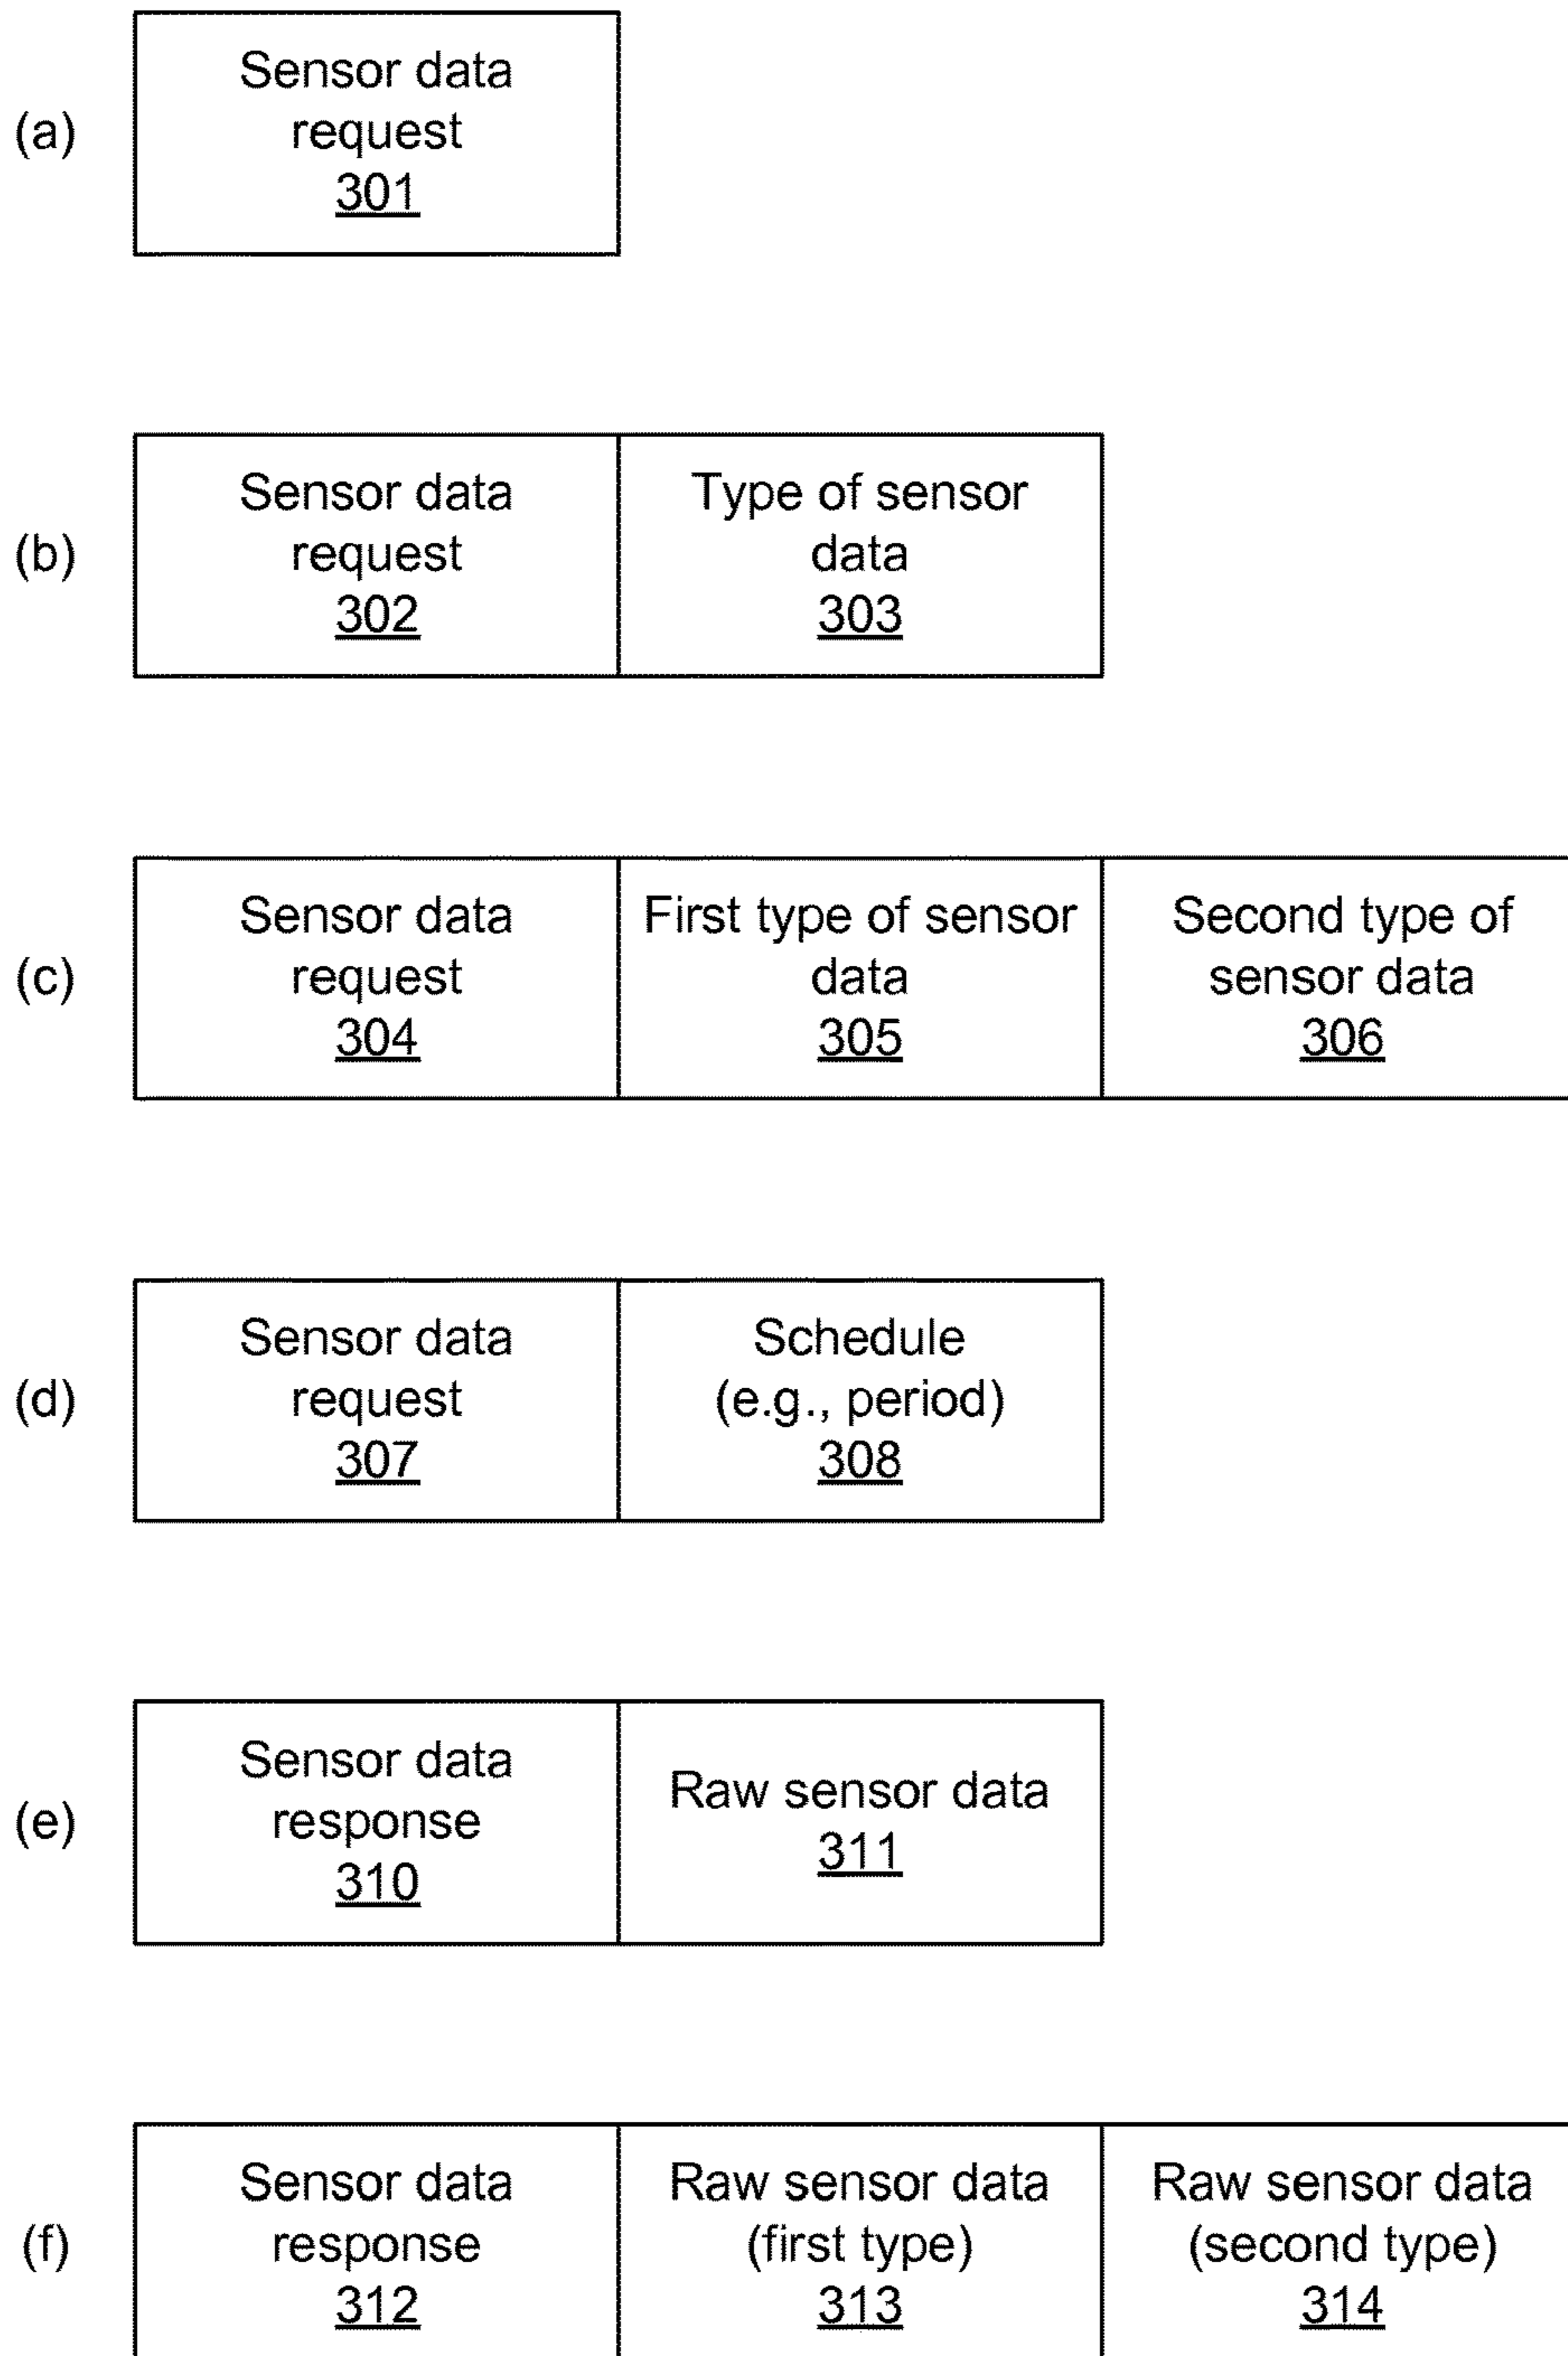 (a)
Sensor data
request
301
(b)
Sensor data
request
302
Type of sensor
data
303
(c)
Sensor data
request
304
First type of sensor
data
305
Second type of
sensor data
306
(d)
Sensor data
request
307
Schedule
(e.g., period)
308
(e)
Sensor data
response
310
Raw sensor data
311
(f)
Sensor data
response
312
Raw sensor data
(first type)
313
Raw sensor data
(second type)
314